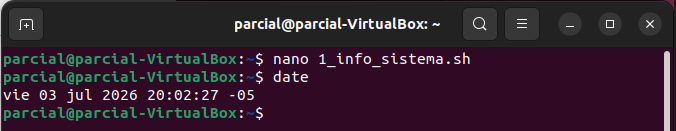 parcial@parcial-VirtualBox: ~
parcial@parcial-VirtualBox:~$ nano 1_info_sistema.sh
parcial@parcial-VirtualBox:~$ date
vie 03 jul 2026 20:02:27 -05
parcial@parcial-VirtualBox:~$